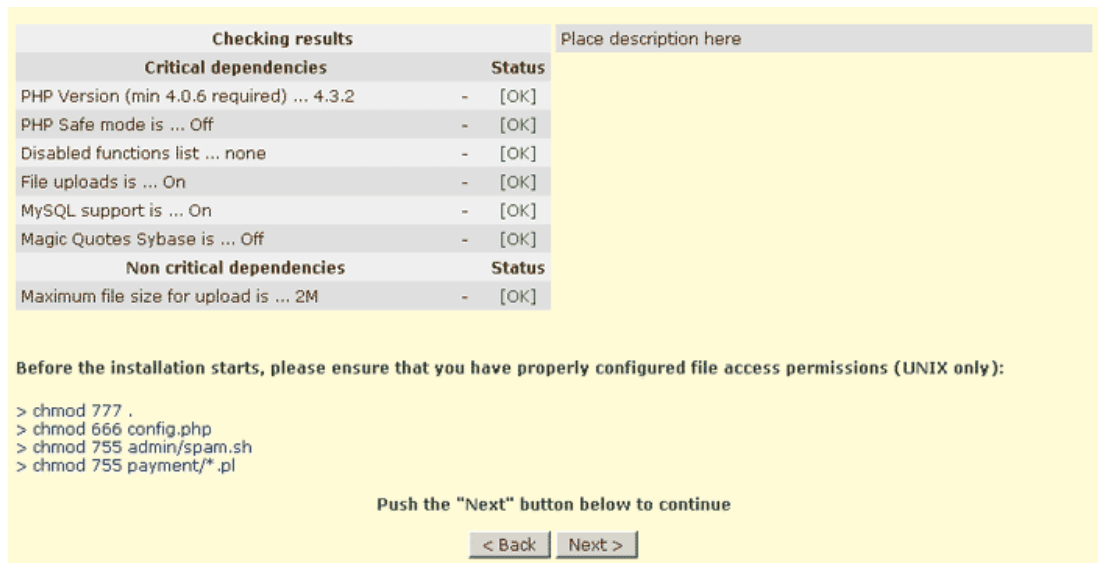 Checking results
Place description here
Critical dependencies Status
PHP Version (min 4.0.6 required) ... 4.3.2 - [OK]
PHP Safe mode is ... Off - [OK]
Disabled functions list ... none - [OK]
File uploads is ... On - [OK]
MySQL support is ... On - [OK]
Magic Quotes Sybase is ... Off - [OK]
Non critical dependencies Status
Maximum file size for upload is ... 2M - [OK]
Before the installation starts, please ensure that you have properly configured file access permissions (UNIX only):
> chmod 777 .
> chmod 666 config.php
> chmod 755 admin/spam.sh
> chmod 755 payment/*.pl
Push the "Next" button below to continue
< Back Next >